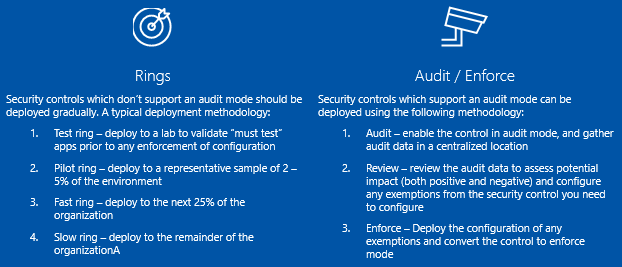 Rings
Security controls which don't support an audit mode should be
deployed gradually. A typical deployment methodology:
1. Test ring – deploy to a lab to validate "must test"
apps prior to any enforcement of configuration
2. Pilot ring – deploy to a representative sample of 2 –
5% of the environment
3. Fast ring – deploy to the next 25% of the
organization
4. Slow ring – deploy to the remainder of the
organizationA
Audit / Enforce
Security controls which support an audit mode can be
deployed using the following methodology:
1. Audit – enable the control in audit mode, and gather
audit data in a centralized location
2. Review – review the audit data to assess potential
impact (both positive and negative) and configure
any exemptions from the security control you need
to configure
3. Enforce – Deploy the configuration of any
exemptions and convert the control to enforce
mode